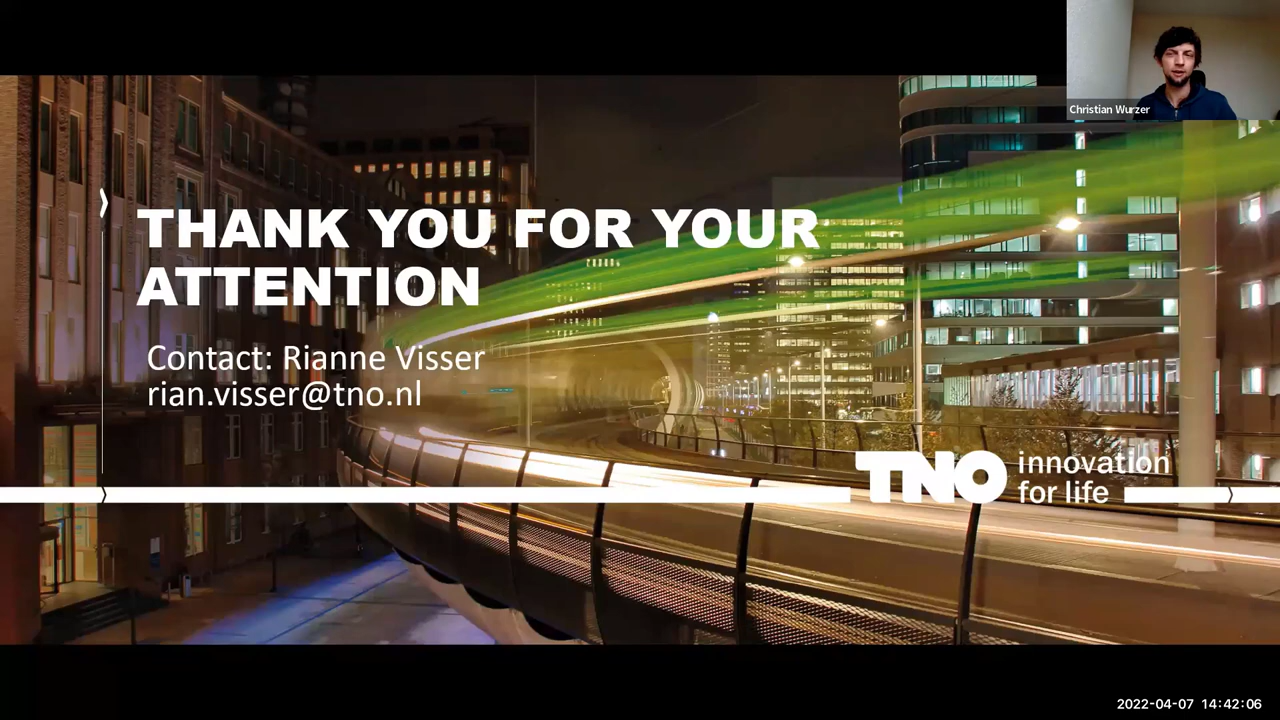 Christian Wurzer
THANK YOU FOR YOUR
ATTENTION
Contact: Rianne Visser
rian.visser@tno.nl
TNO innovation
for life
2022-04-07 14:42:06